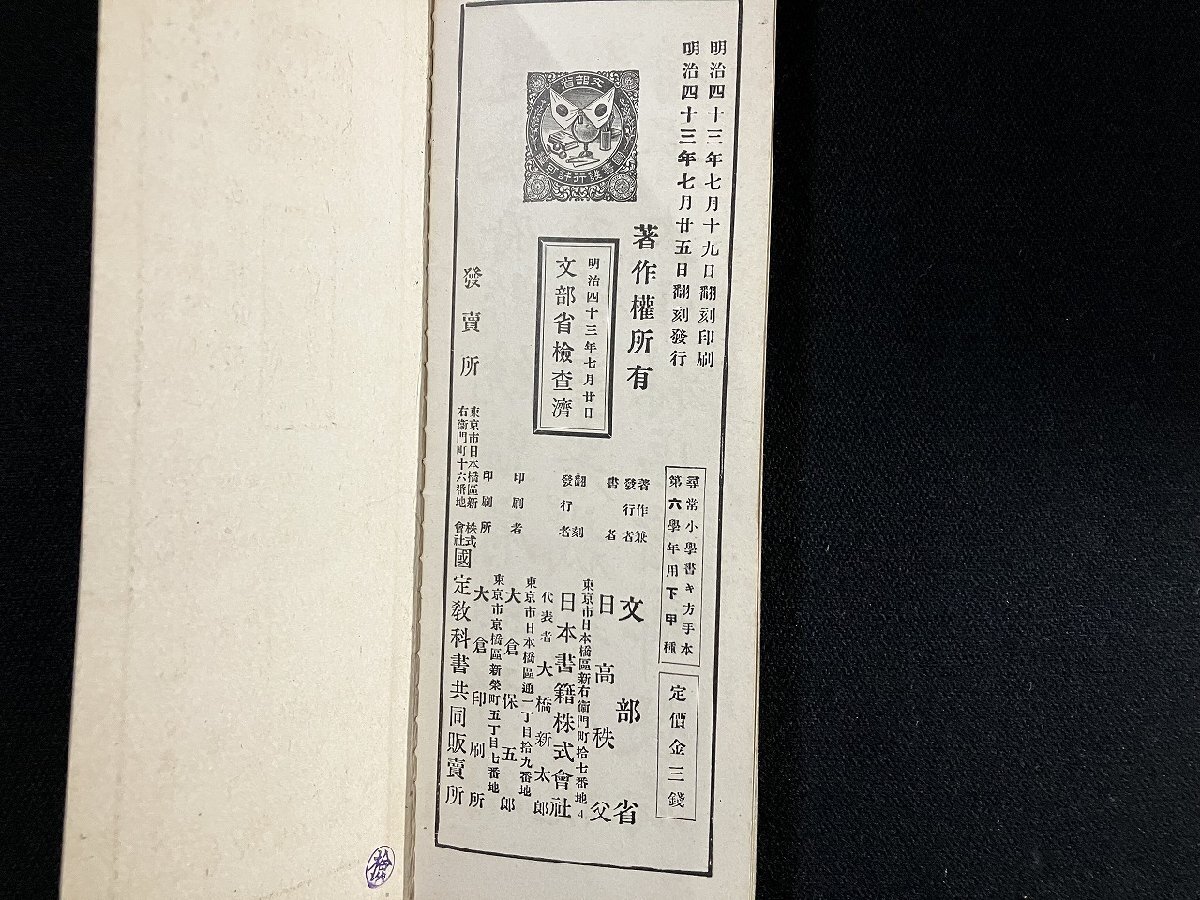 明治四十三年七月十九日翻刻印刷
明治四十三年七月廿五日翻刻發行
尋常小學書キ方手本
第六學年用下甲種
定價金三錢
著作權所有
著作兼
發行者
文部省
書者
日高秩父
翻刻
發行者
東京市日本橋區新右衞門町拾七番地
日本書籍株式會社
代表者 大橋新太郎
印刷者
東京市日本橋區通一丁目拾九番地
大倉保五郎
印刷所
東京市京橋區新榮町五丁目七番地
大倉印刷所
明治四十三年七月廿日
文部省檢査濟
文部省
發賣所
東京市日本橋區新
右衞門町十六番地
株式
會社
國定敎科書共同販賣所